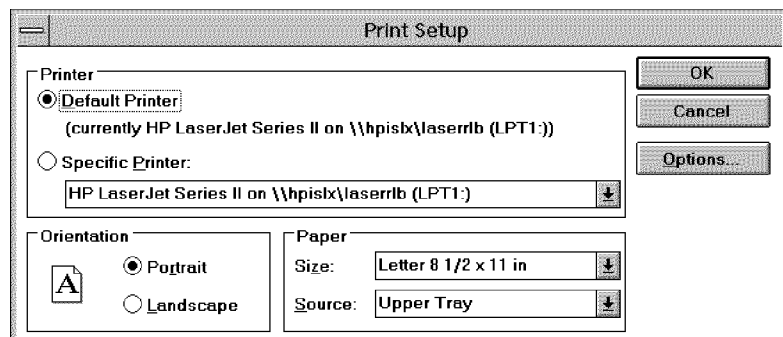 Print Setup
Printer
Default Printer
(currently HP LaserJet Series II on \\hpislx\laserrlb (LPT1:))
Specific Printer:
HP LaserJet Series II on \\hpislx\laserrlb (LPT1:)
OK
Cancel
Options...
Orientation
A
Portrait
Landscape
Paper
Size: Letter 8 1/2 x 11 in
Source: Upper Tray